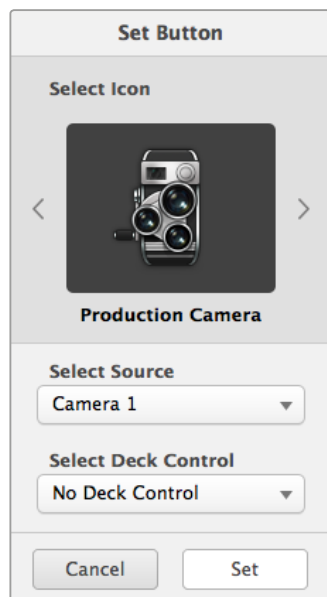 Set Button
Select Icon
Production Camera
Select Source
Camera 1
Select Deck Control
No Deck Control
Cancel
Set